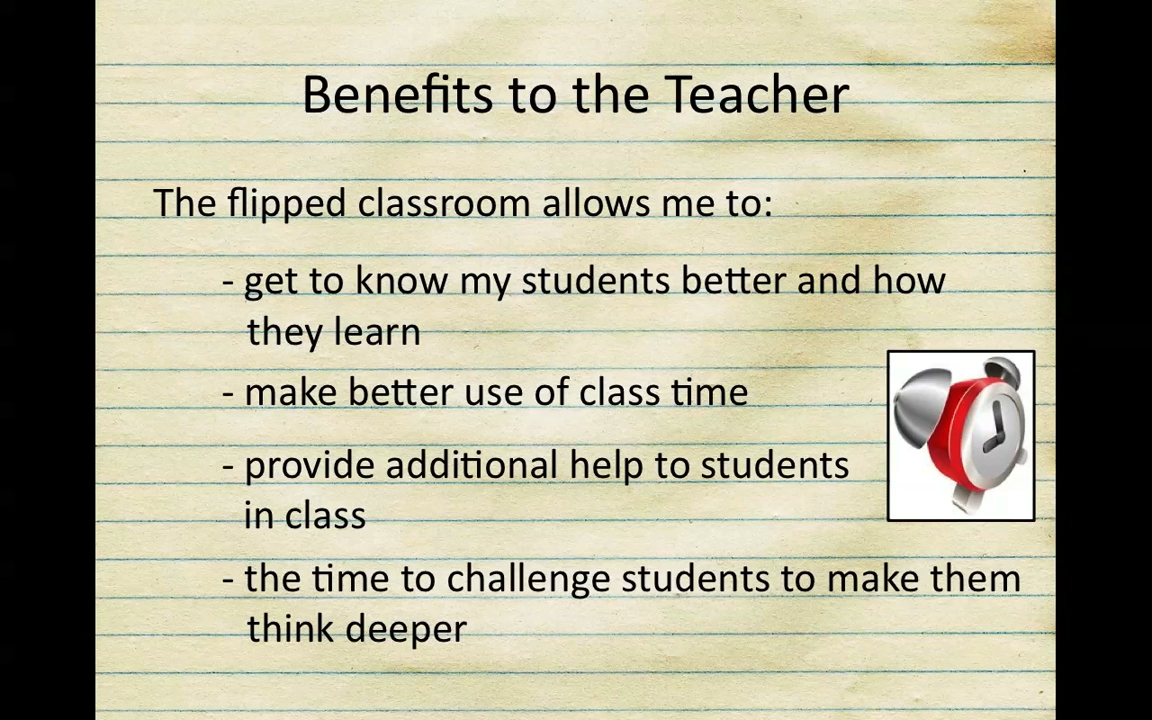 Benefits to the Teacher
The flipped classroom allows me to:
- get to know my students better and how
they learn
- make better use of class time
- provide additional help to students
in class
- the time to challenge students to make them
think deeper